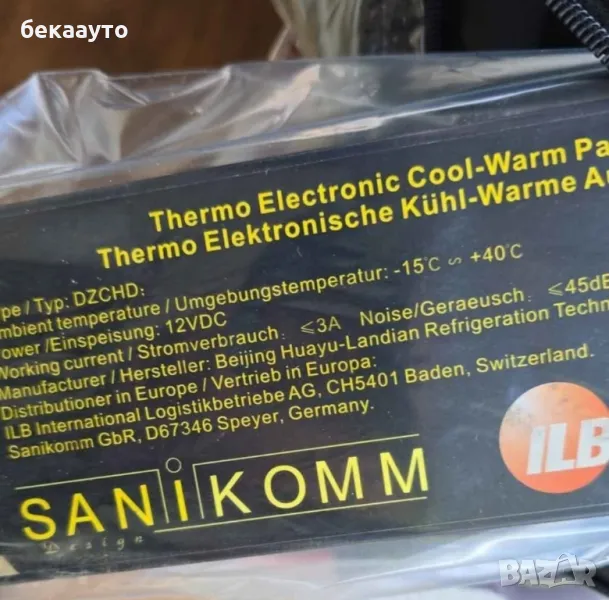 бекаауто
Thermo Electronic Cool-Warm Pa
Thermo Elektronische Kühl-Warme A
ype / Typ: DZCHD:
mbient temperature / Umgebungstemperatur: -15℃ ∽ +40℃
ower /Einspeisung: 12VDC
Working current / Stromverbrauch: ≤3A Noise/Geraeusch: ≤45dB
Manufacturer / Hersteller: Beijing Huayu-Landian Refrigeration Techn
Distributioner in Europe / Vertrieb in Europa:
ILB International Logistikbetriebe AG, CH5401 Baden, Switzerland.
Sanikomm GbR, D67346 Speyer, Germany.
ILB
SANiKOMM
Design
BAZAR